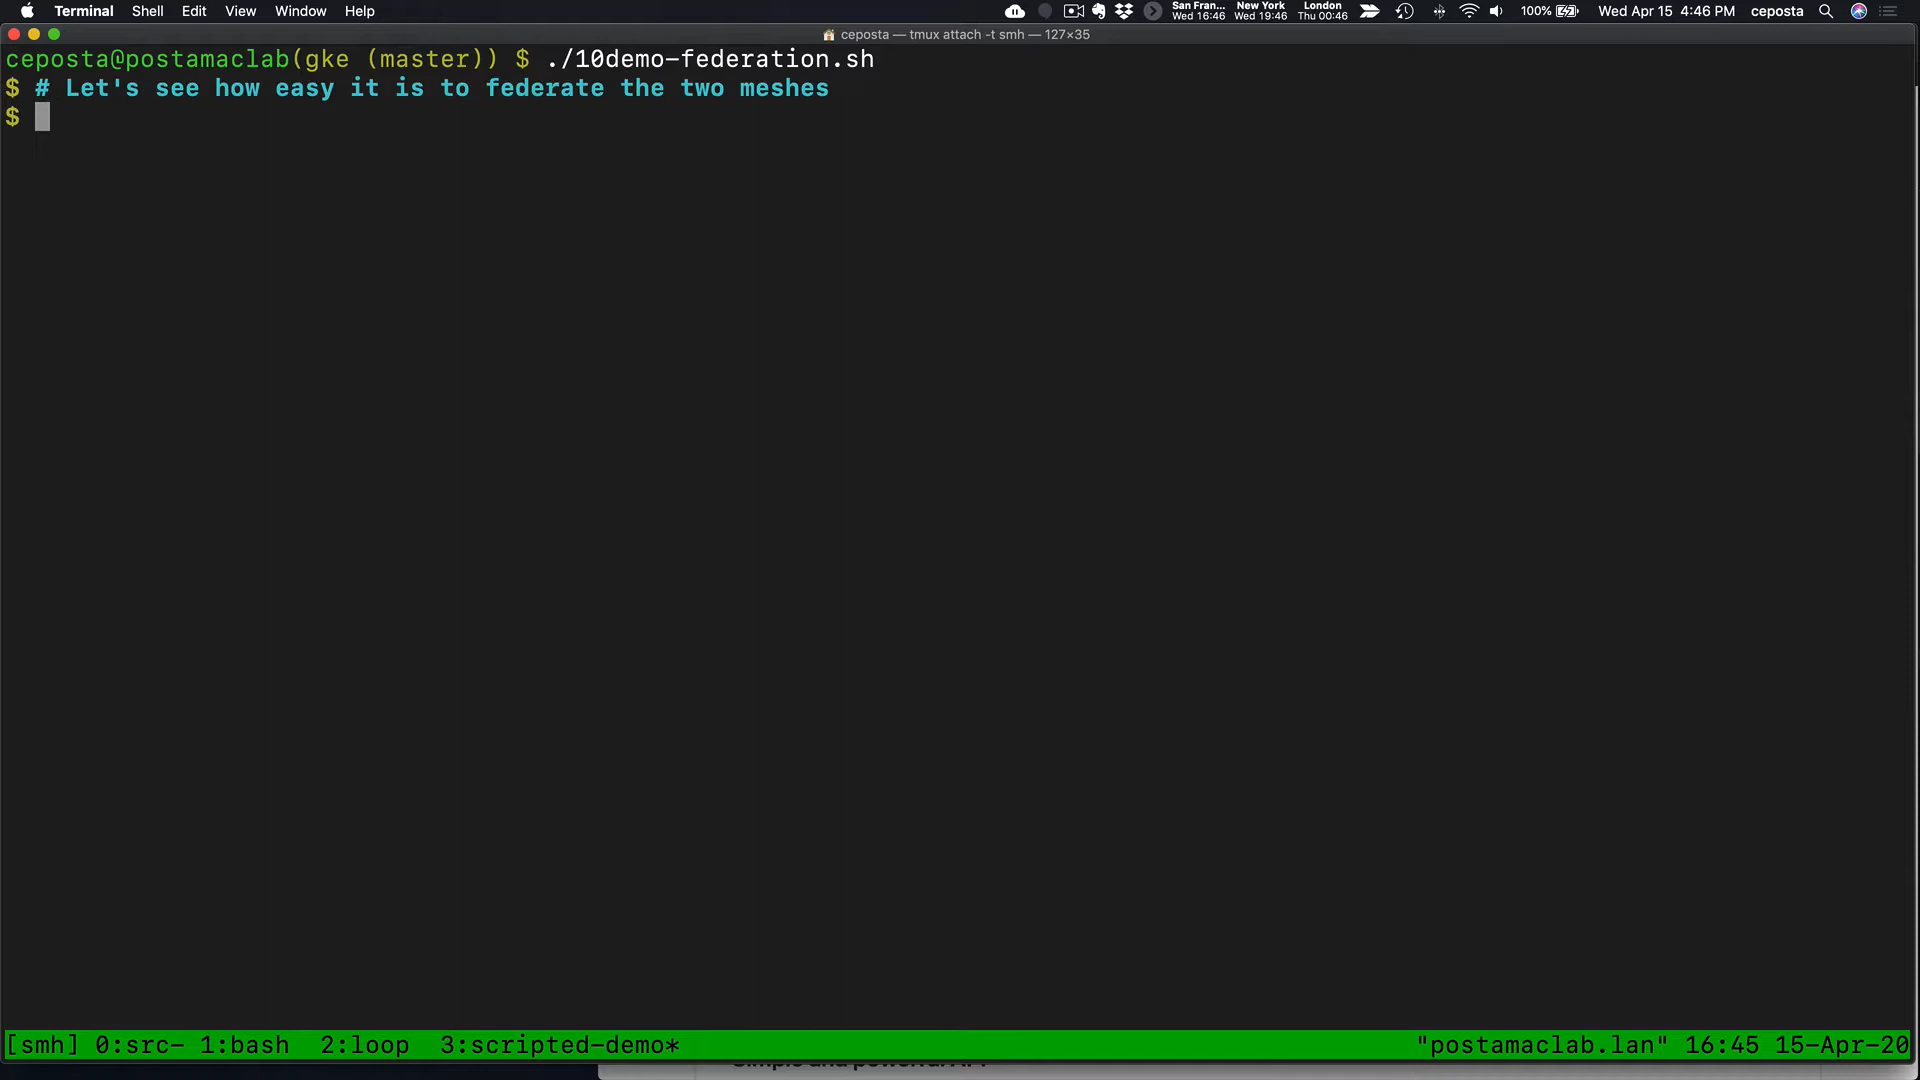 Terminal Shell Edit View Window Help San Fran... Wed 16:46 New York Wed 19:46 London Thu 00:46 100% Wed Apr 15 4:46 PM ceposta
ceposta — tmux attach -t smh — 127×35
ceposta@postamaclab(gke (master)) $ ./10demo-federation.sh
$ # Let's see how easy it is to federate the two meshes
$
[smh] 0:src- 1:bash 2:loop 3:scripted-demo* "postamaclab.lan" 16:45 15-Apr-20